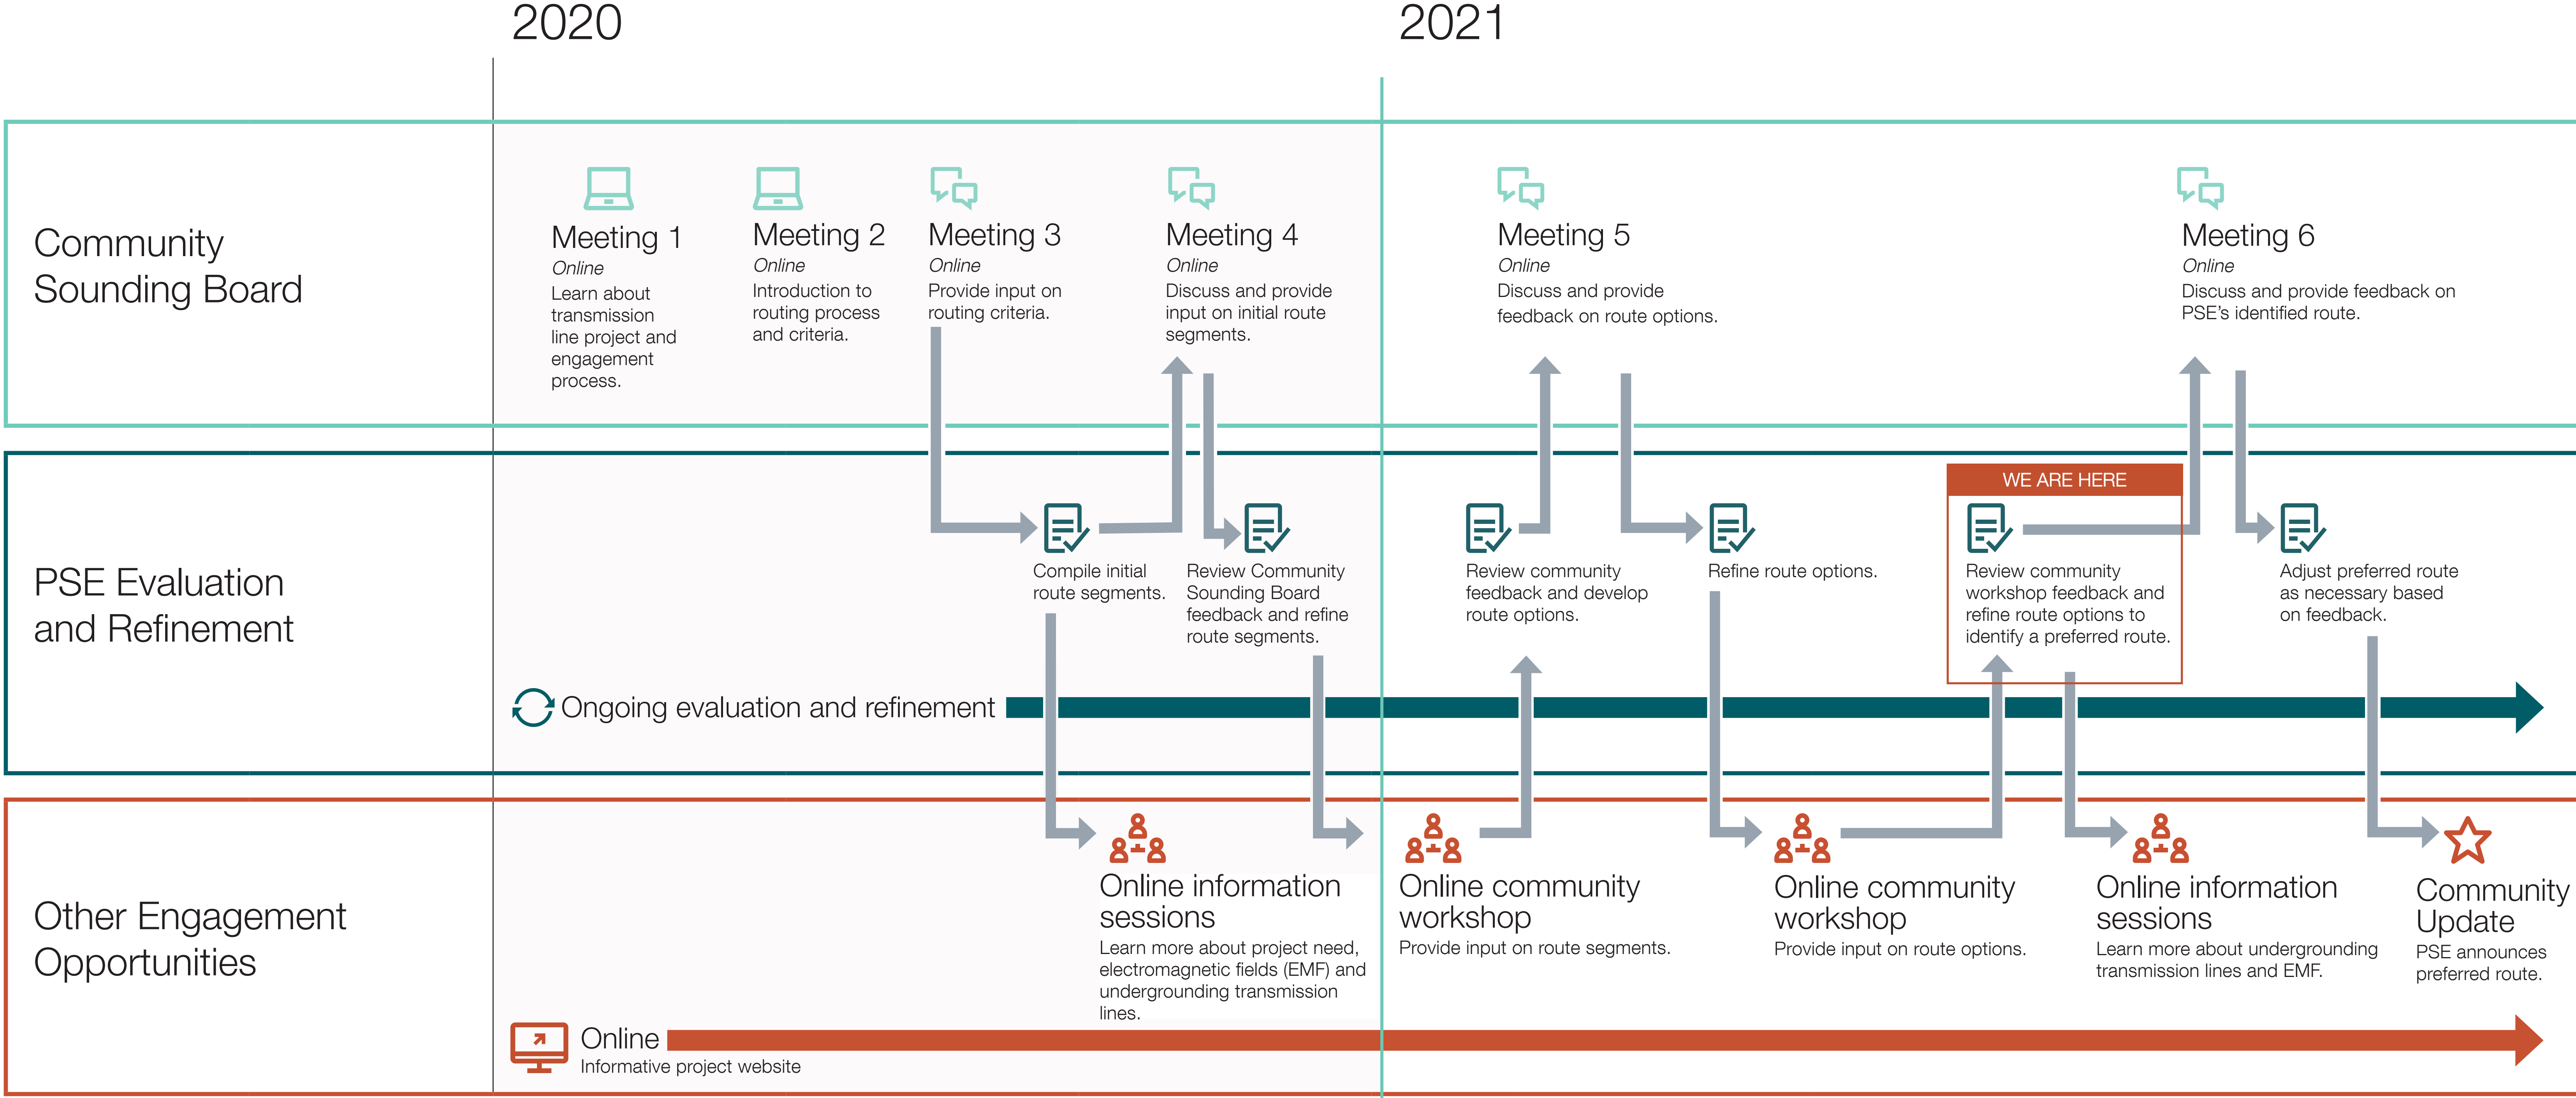 2020
2021
Community
Sounding Board
Meeting 1
Online
Learn about
transmission
line project and
engagement
process.
Meeting 2
Online
Introduction to
routing process
and criteria.
Meeting 3
Online
Provide input on
routing criteria.
Meeting 4
Online
Discuss and provide
input on initial route
segments.
Meeting 5
Online
Discuss and provide
feedback on route options.
Meeting 6
Online
Discuss and provide feedback on
PSE's identified route.
PSE Evaluation
and Refinement
Compile initial
route segments.
Review Community
Sounding Board
feedback and refine
route segments.
Review community
feedback and develop
route options.
Refine route options.
WE ARE HERE
Review community
workshop feedback and
refine route options to
identify a preferred route.
Adjust preferred route
as necessary based
on feedback.
Ongoing evaluation and refinement
Other Engagement
Opportunities
Online information
sessions
Learn more about project need,
electromagnetic fields (EMF) and
undergrounding transmission
lines.
Online community
workshop
Provide input on route segments.
Online community
workshop
Provide input on route options.
Online information
sessions
Learn more about undergrounding
transmission lines and EMF.
Community
Update
PSE announces
preferred route.
Online
Informative project website